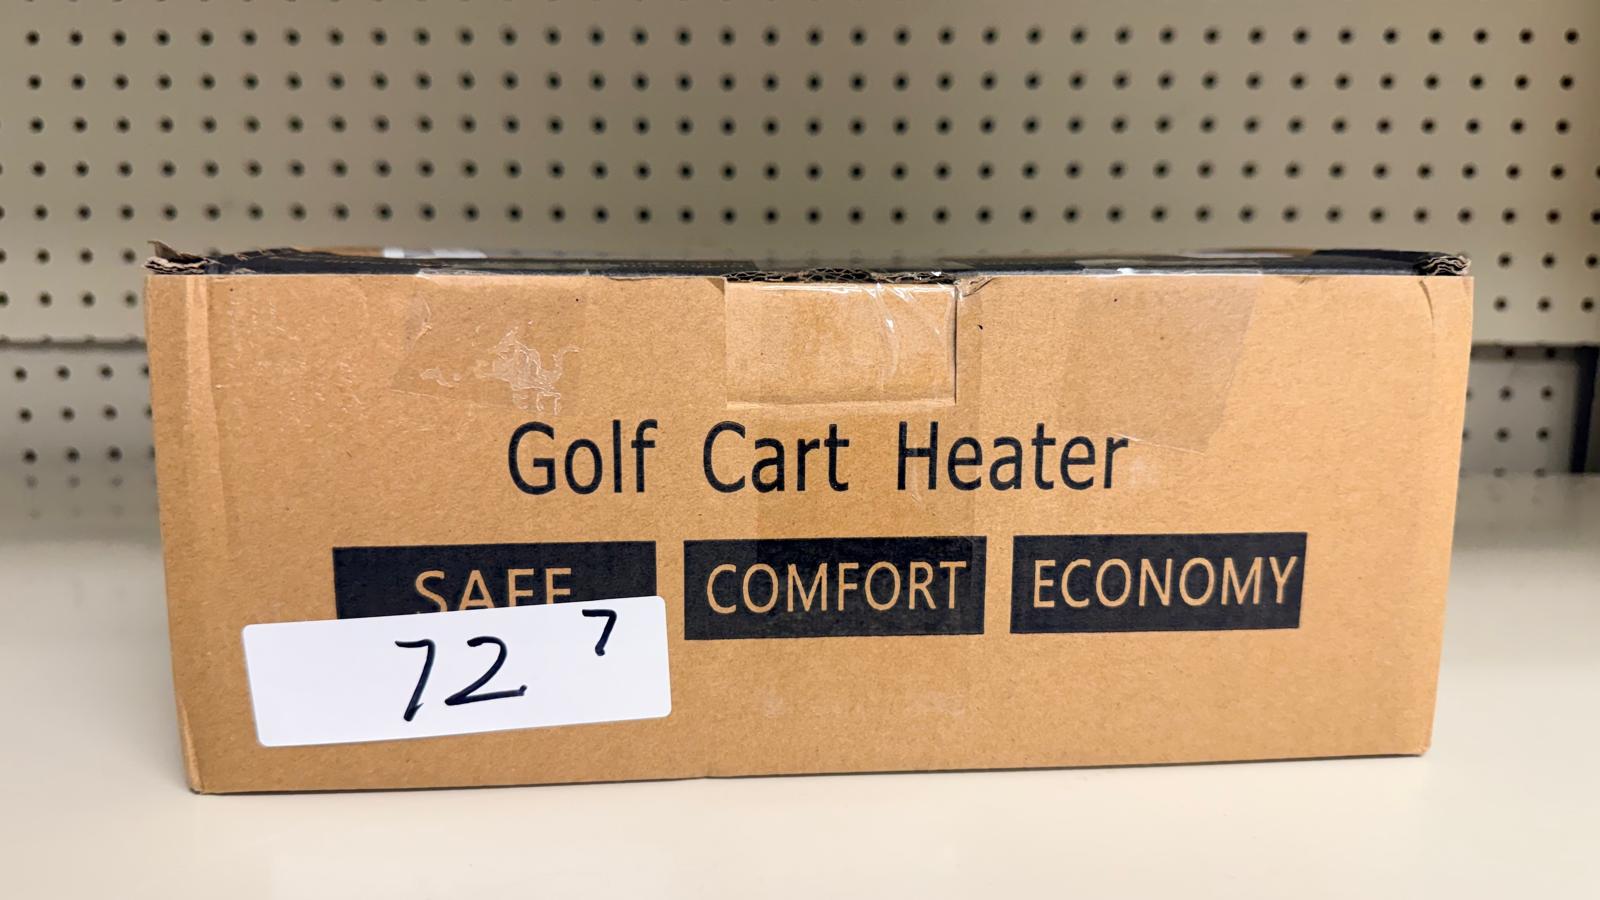 Golf Cart Heater
SAFE COMFORT ECONOMY
72 7